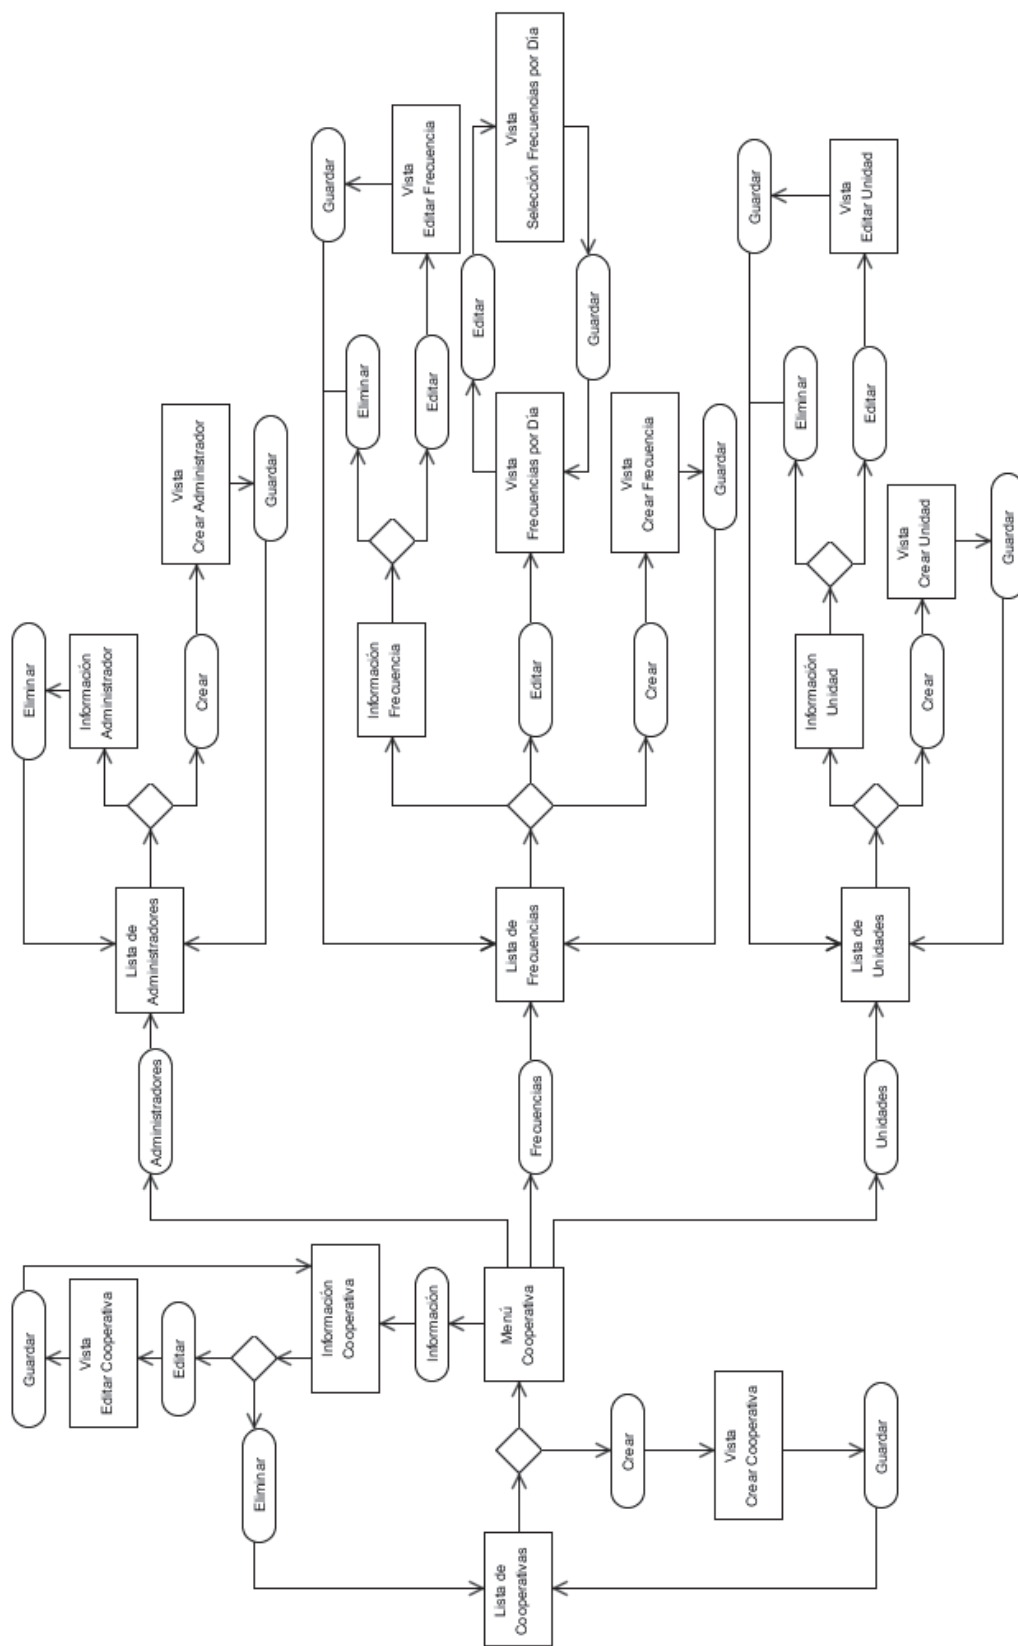 Guardar
Vista
Editar Cooperativa
Editar
Eliminar
Información
Cooperativa
Información
Lista de
Cooperativas
Menú
Cooperativa
Crear
Vista
Crear Cooperativa
Guardar
Administradores
Lista de
Administradores
Eliminar
Información
Administrador
Crear
Vista
Crear Administrador
Guardar
Frecuencias
Lista de
Frecuencias
Información
Frecuencia
Eliminar
Editar
Guardar
Vista
Editar Frecuencia
Editar
Vista
Frecuencias por Día
Editar
Vista
Selección Frecuencias por Día
Guardar
Crear
Vista
Crear Frecuencia
Guardar
Unidades
Lista de
Unidades
Información
Unidad
Eliminar
Editar
Guardar
Vista
Editar Unidad
Crear
Vista
Crear Unidad
Guardar